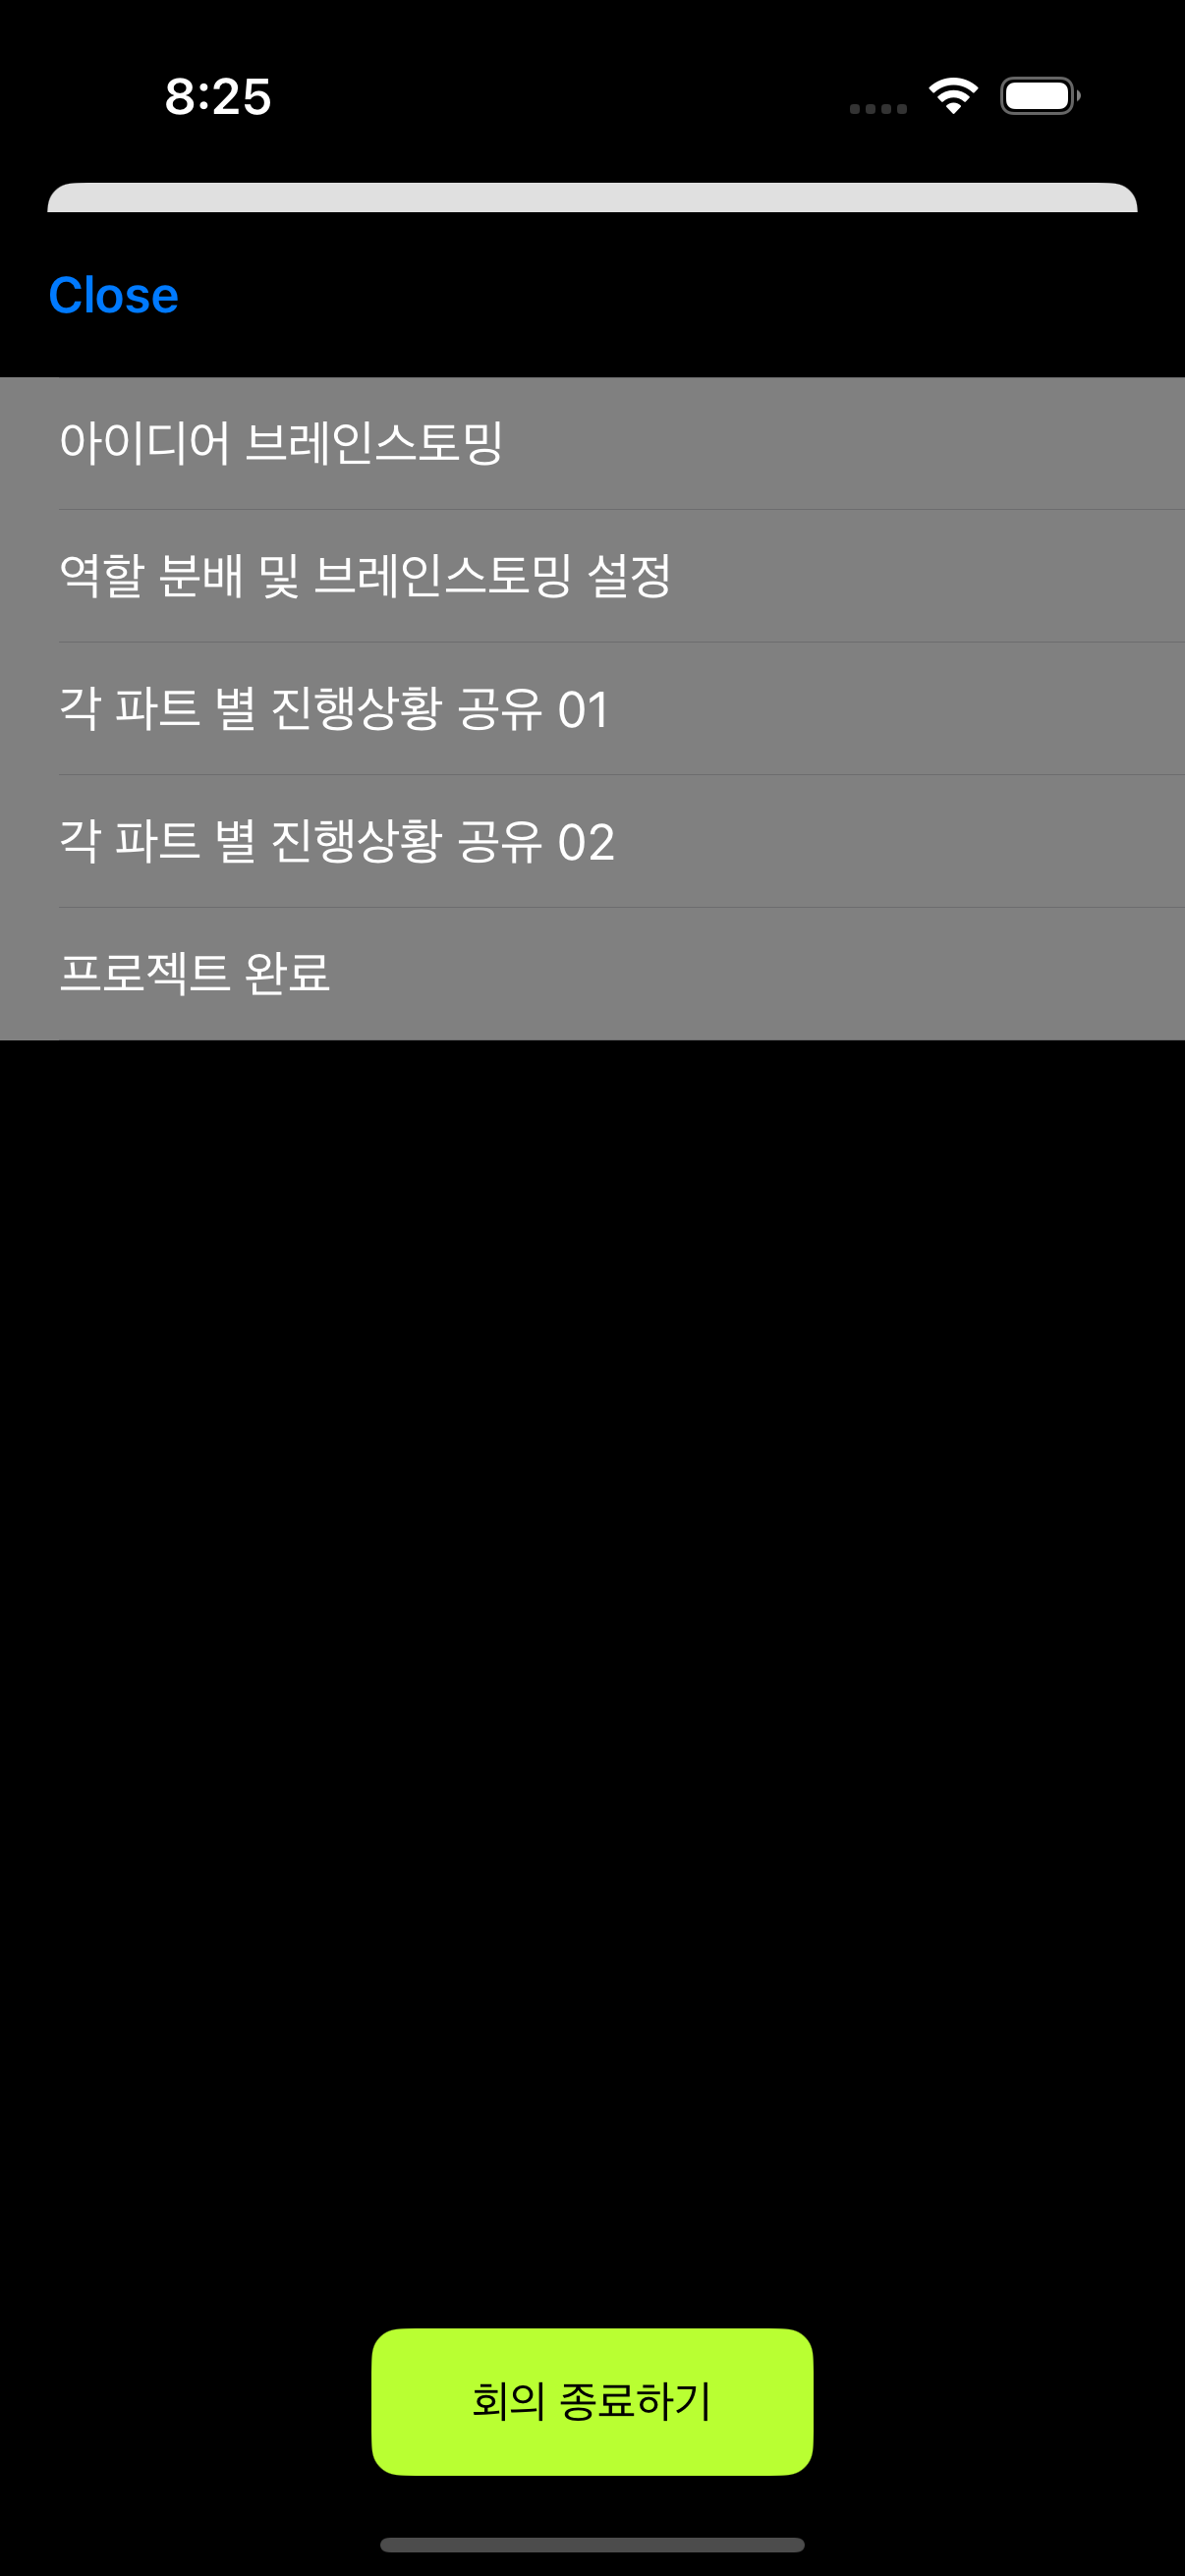 8:25
Close
아이디어 브레인스토밍
역할 분배 및 브레인스토밍 설정
각 파트 별 진행상황 공유 01
각 파트 별 진행상황 공유 02
프로젝트 완료
회의 종료하기